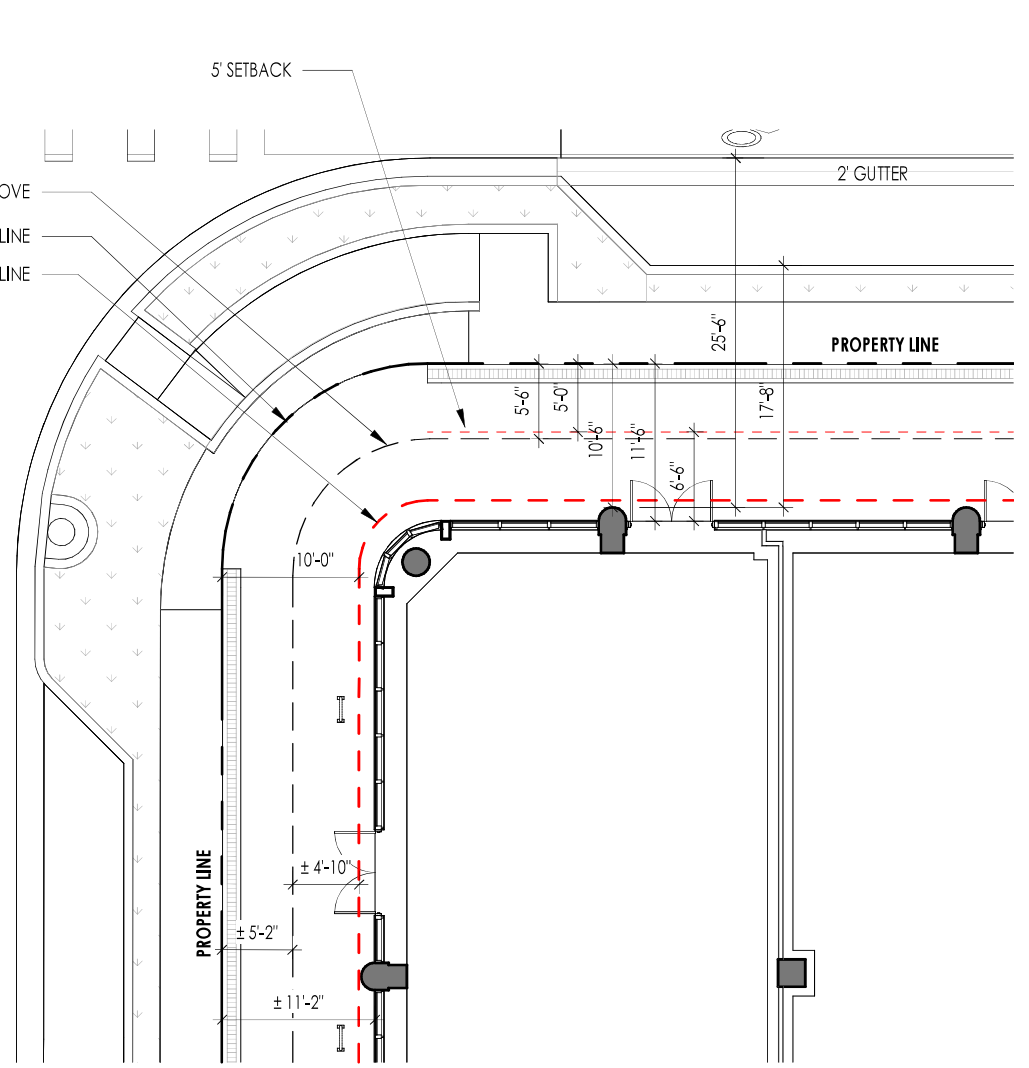 5' SETBACK
OVE
LINE
LINE
2' GUTTER
PROPERTY LINE
25'-6"
17'-8"
5'-6"
5'-0"
10'-6"
11'-6"
6'-6"
10'-0"
± 4'-10"
PROPERTY LINE
± 5'-2"
± 11'-2"